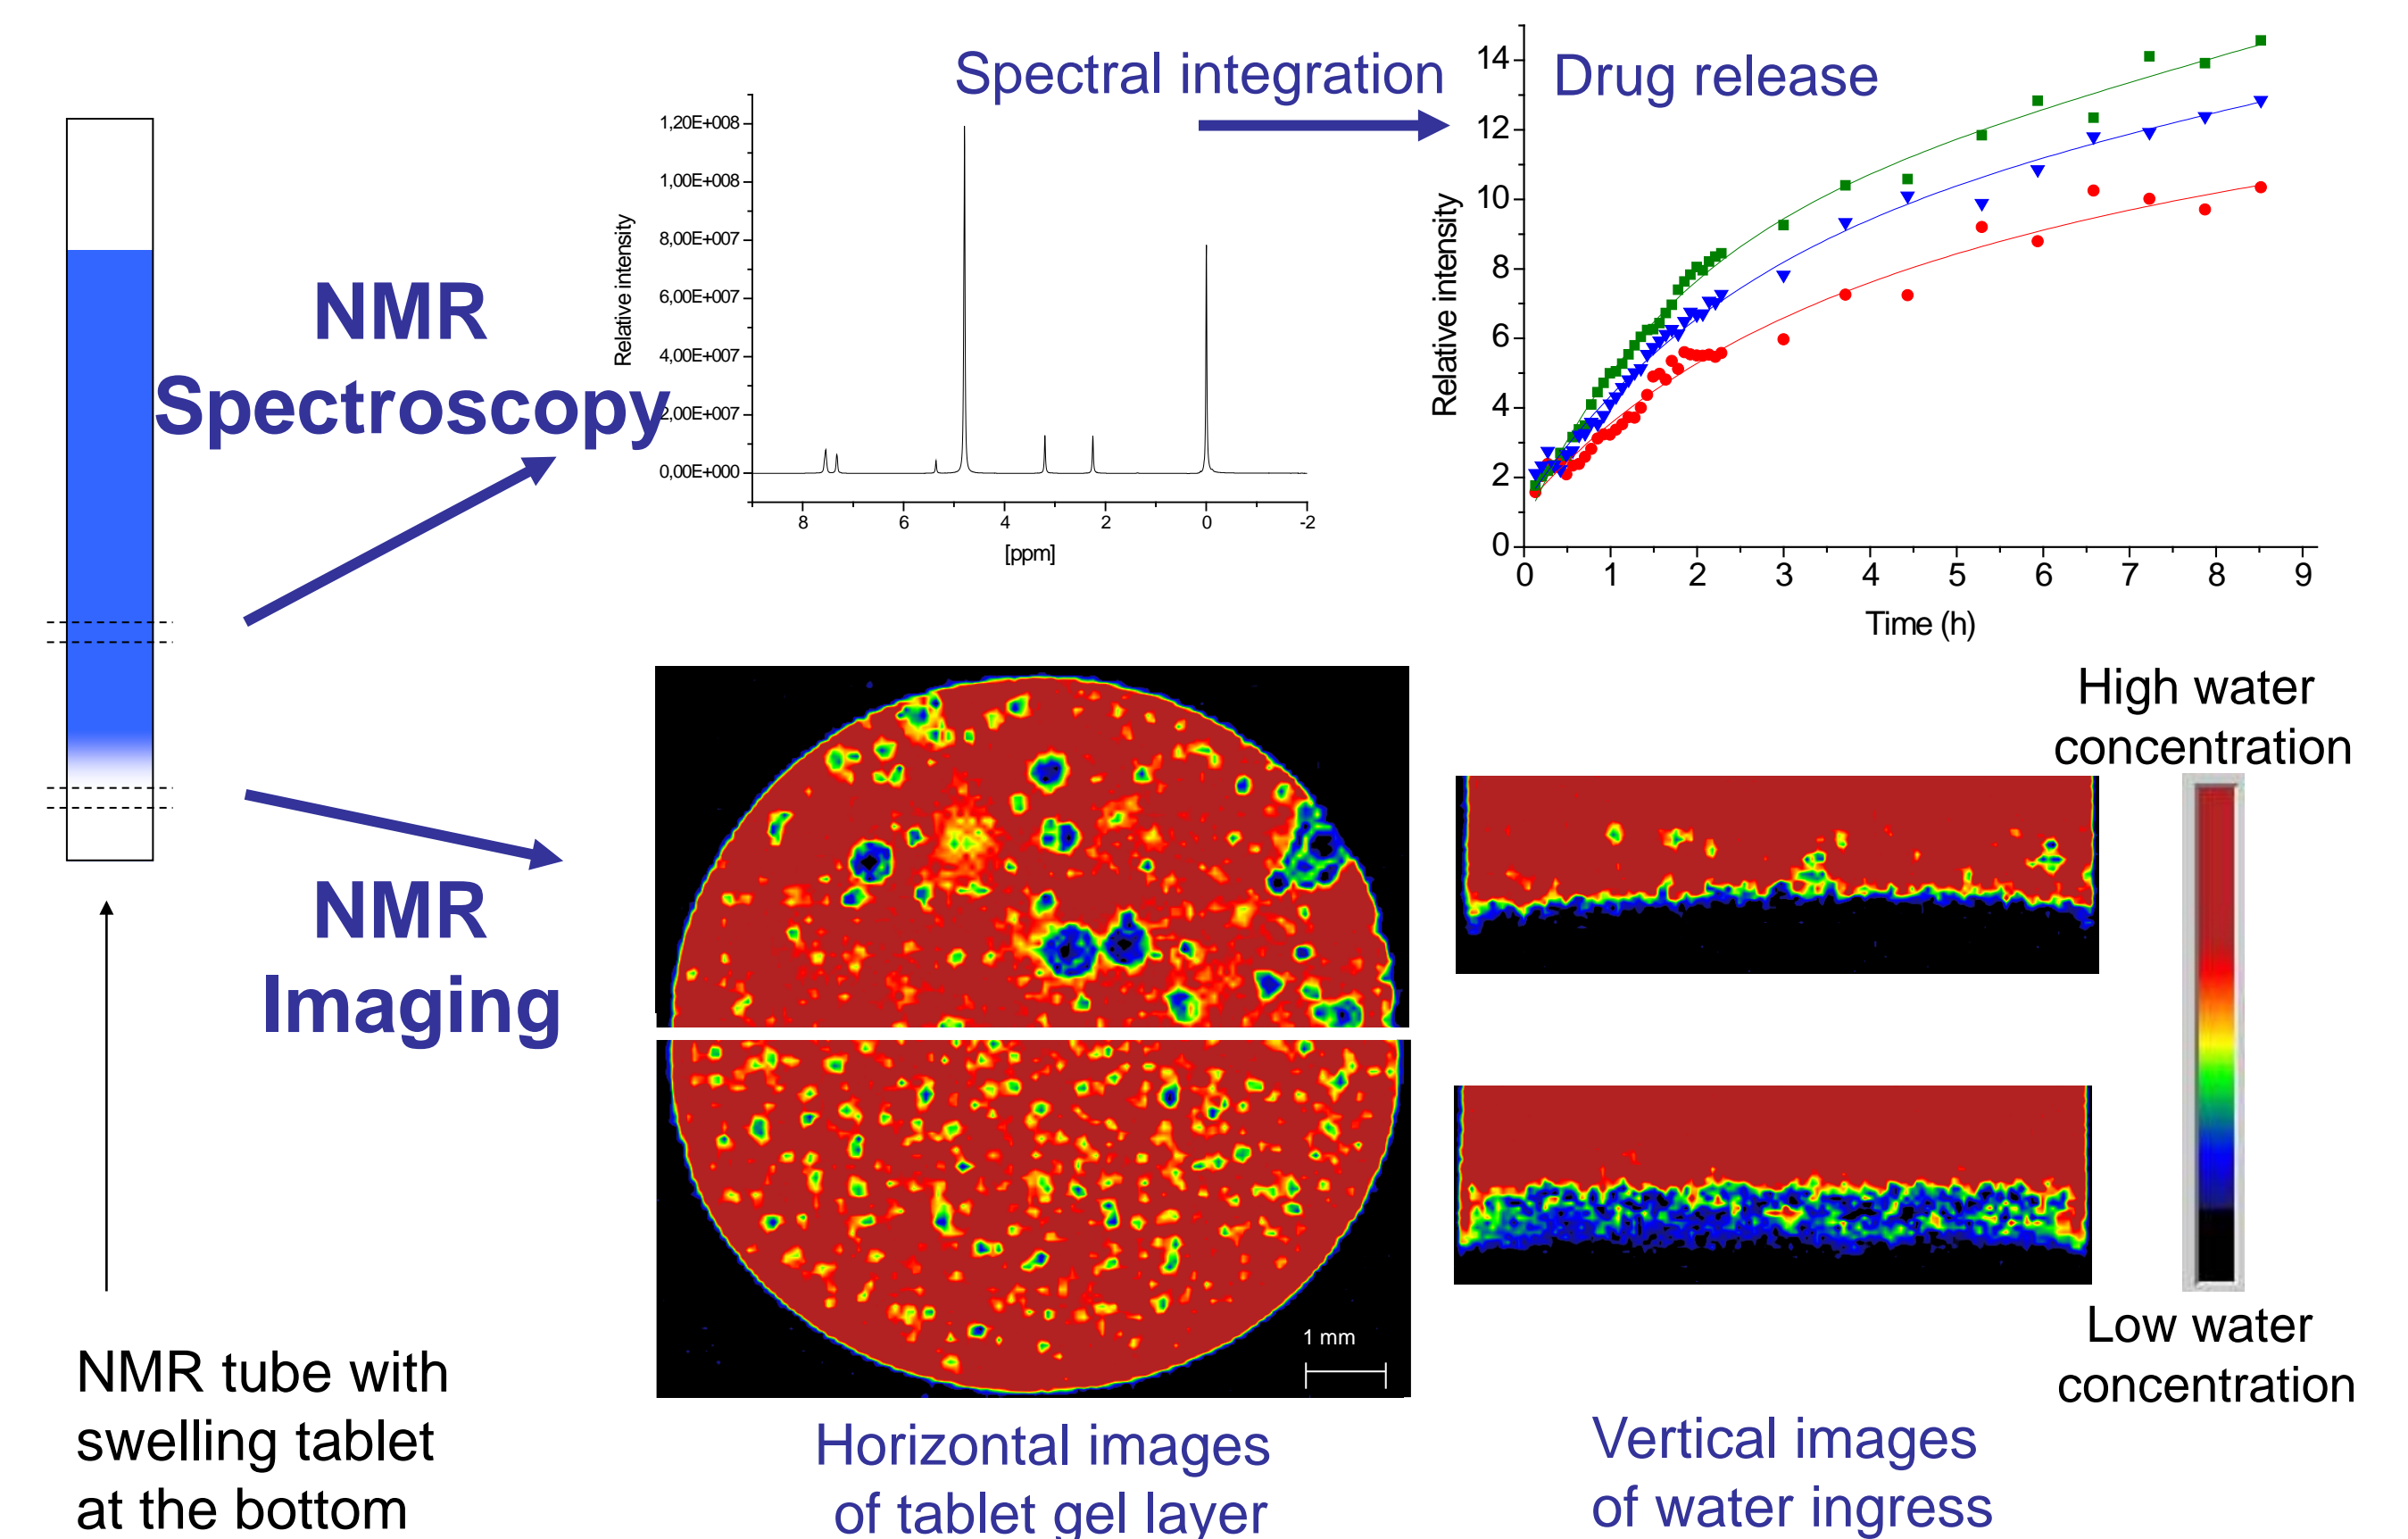 Spectral integration
Drug release
NMR
Spectroscopy
Relative intensity
1,20E+008
1,00E+008
8,00E+007
6,00E+007
4,00E+007
2,00E+007
0,00E+000
8 6 4 2 0 -2
[ppm]
Relative intensity
14
12
10
8
6
4
2
0
0 1 2 3 4 5 6 7 8 9
Time (h)
NMR
Imaging
High water
concentration
1 mm
Low water
concentration
NMR tube with
swelling tablet
at the bottom
Horizontal images
of tablet gel layer
Vertical images
of water ingress